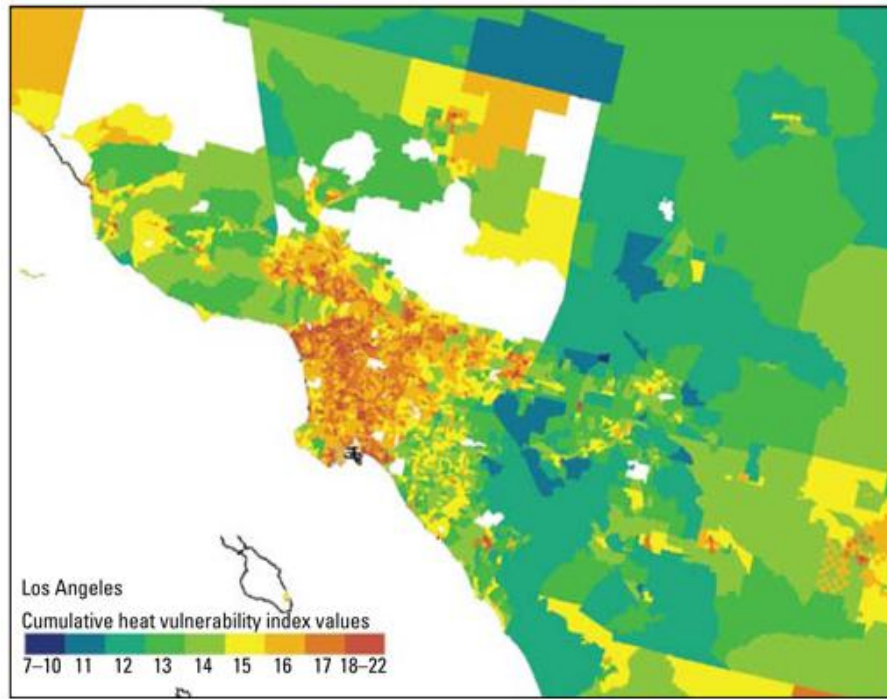 Los Angeles
Cumulative heat vulnerability index values
7–10 11 12 13 14 15 16 17 18–22